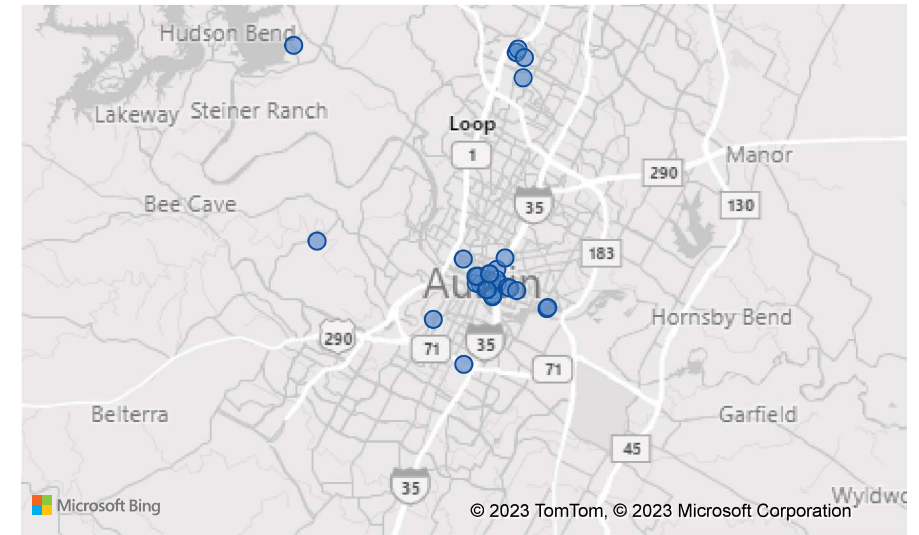 Hudson Bend
Lakeway
Steiner Ranch
Loop
1
Manor
290
Bee Cave
35
130
183
Austin
Hornsby Bend
290
71
35
71
Belterra
Garfield
45
35
Wyldwo
Microsoft Bing
© 2023 TomTom, © 2023 Microsoft Corporation